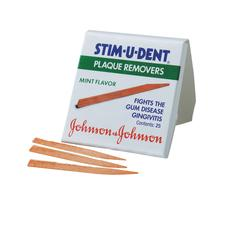 STIM·U·DENT
PLAQUE REMOVERS
MINT FLAVOR
FIGHTS THE
GUM DISEASE
GINGIVITIS
Contents: 25
Johnson & Johnson